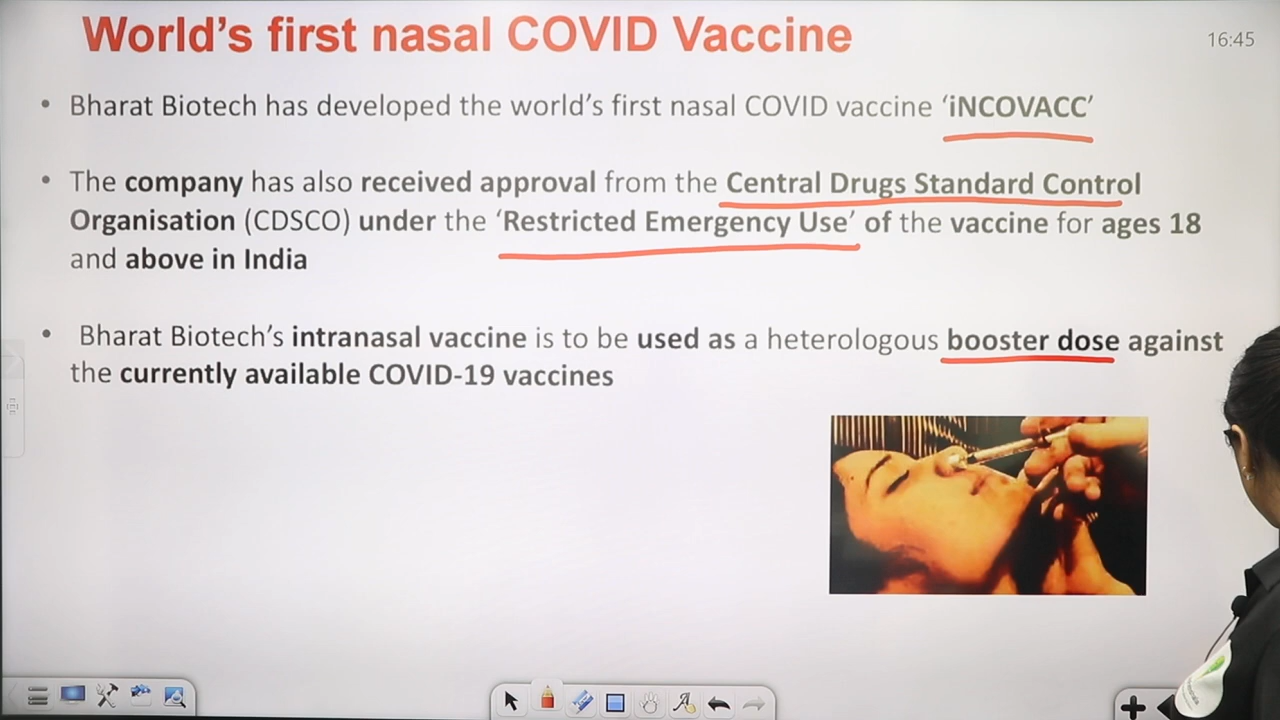 World's first nasal COVID Vaccine
16:45
• Bharat Biotech has developed the world's first nasal COVID vaccine ‘iNCOVACC’
• The company has also received approval from the Central Drugs Standard Control
Organisation (CDSCO) under the ‘Restricted Emergency Use’ of the vaccine for ages 18
and above in India
• Bharat Biotech's intranasal vaccine is to be used as a heterologous booster dose against
the currently available COVID-19 vaccines